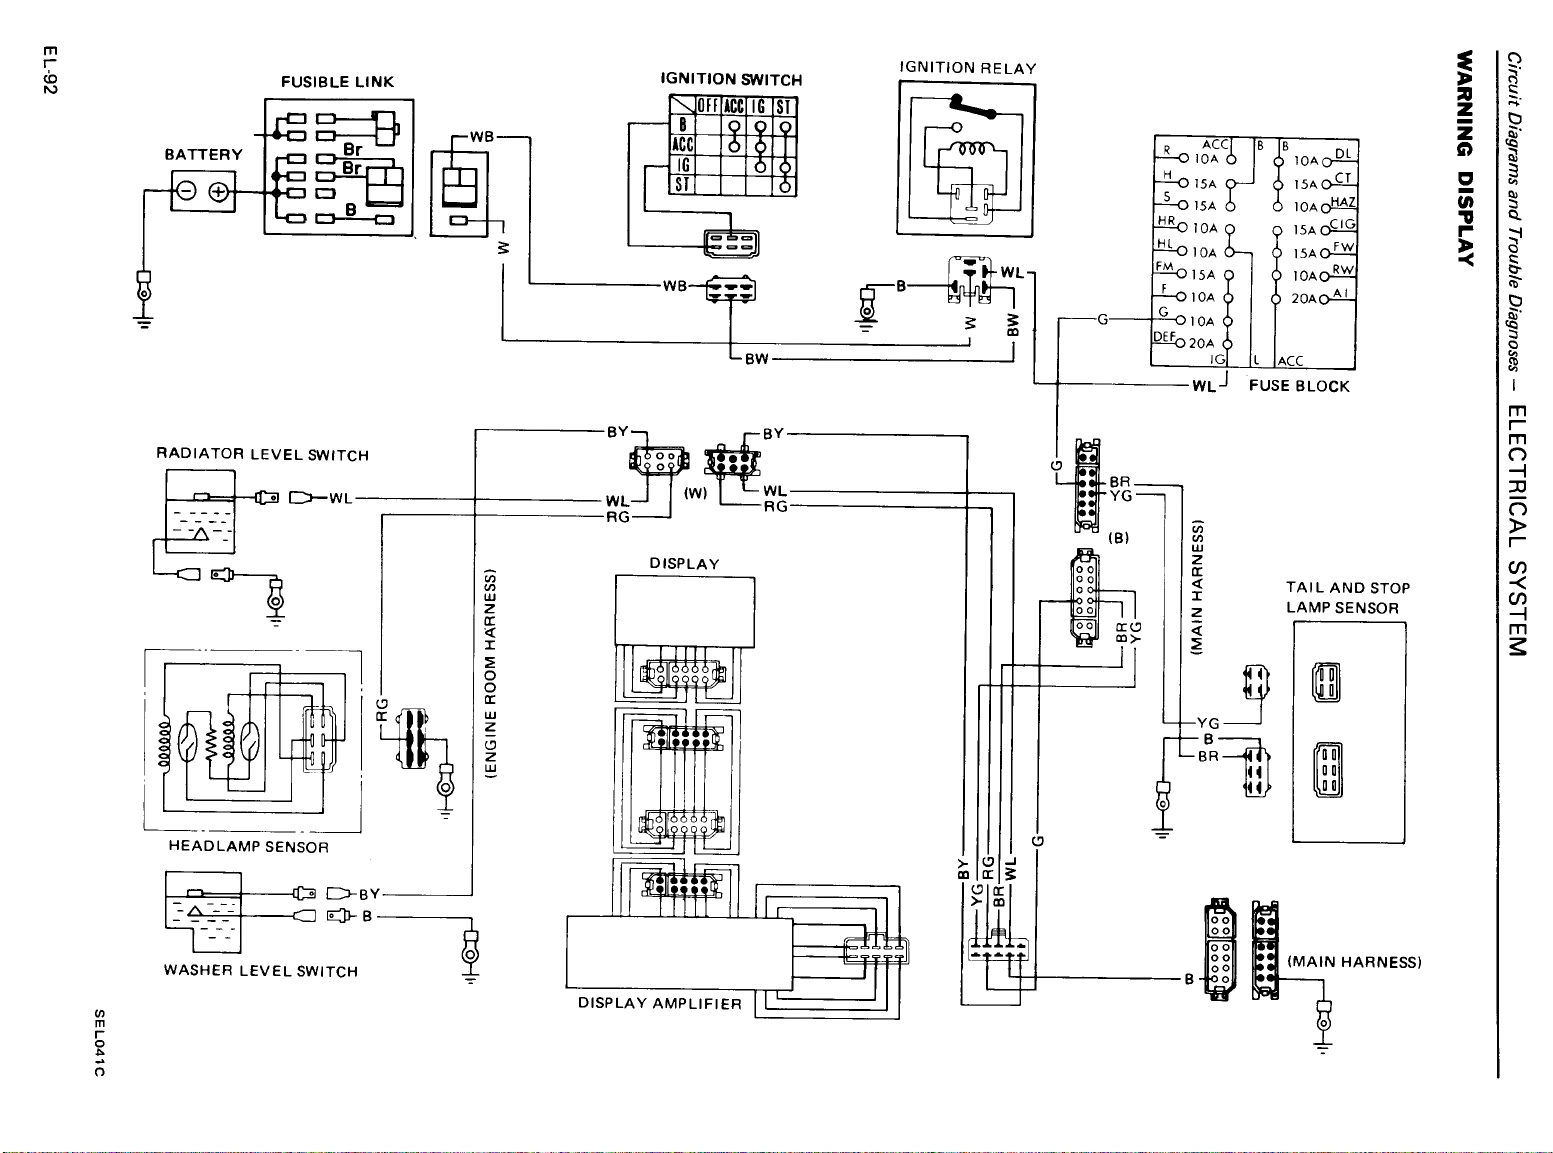 Circuit Diagrams and Trouble Diagnoses — ELECTRICAL SYSTEM
WARNING DISPLAY
EL-92
FUSIBLE LINK
BATTERY
Br
Br
B
WB
W
IGNITION SWITCH
OFF ACC IG ST
B
ACC
IG
ST
WB
BW
IGNITION RELAY
B
WL
W
BW
R ACC 10A
B
B
10A DL
H 15A
15A CT
S 15A
10A HAZ
HR 10A
15A CIG
HL 10A
15A FW
FM 15A
10A RW
F 10A
20A AI
G 10A
DEF 20A
IG
L
ACC
G
WL
FUSE BLOCK
RADIATOR LEVEL SWITCH
WL
BY
WL
RG
(W)
BY
WL
RG
G
BR
YG
(B)
(MAIN HARNESS)
BR
YG
(ENGINE ROOM HARNESS)
DISPLAY
TAIL AND STOP
LAMP SENSOR
RG
YG
B
BR
HEADLAMP SENSOR
BY
B
WASHER LEVEL SWITCH
DISPLAY AMPLIFIER
BY
YG
RG
BR
WL
G
B
(MAIN HARNESS)
SEL041C